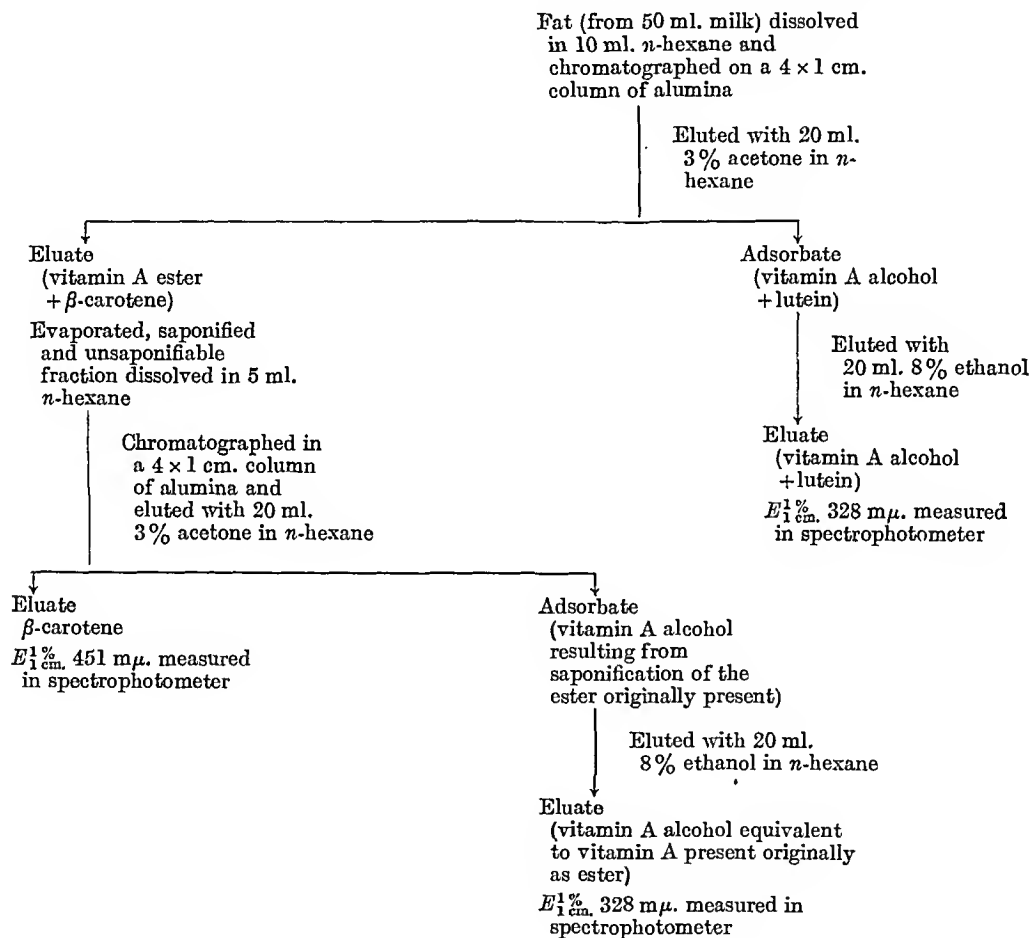 Fat (from 50 ml. milk) dissolved
in 10 ml. n-hexane and
chromatographed on a 4 × 1 cm.
column of alumina
Eluted with 20 ml.
3% acetone in n-
hexane
Eluate
(vitamin A ester
+β-carotene)
Evaporated, saponified
and unsaponifiable
fraction dissolved in 5 ml.
n-hexane
Adsorbate
(vitamin A alcohol
+lutein)
Eluted with
20 ml. 8% ethanol
in n-hexane
Eluate
(vitamin A alcohol
+lutein)
E 1% 1 cm. 328 mμ. measured
in spectrophotometer
Chromatographed in
a 4 × 1 cm. column
of alumina and
eluted with 20 ml.
3% acetone in n-hexane
Eluate
β-carotene
E 1% 1 cm. 451 mμ. measured
in spectrophotometer
Adsorbate
(vitamin A alcohol
resulting from
saponification of the
ester originally present)
Eluted with 20 ml.
8% ethanol in n-hexane
Eluate
(vitamin A alcohol equivalent
to vitamin A present originally
as ester)
E 1% 1 cm. 328 mμ. measured in
spectrophotometer